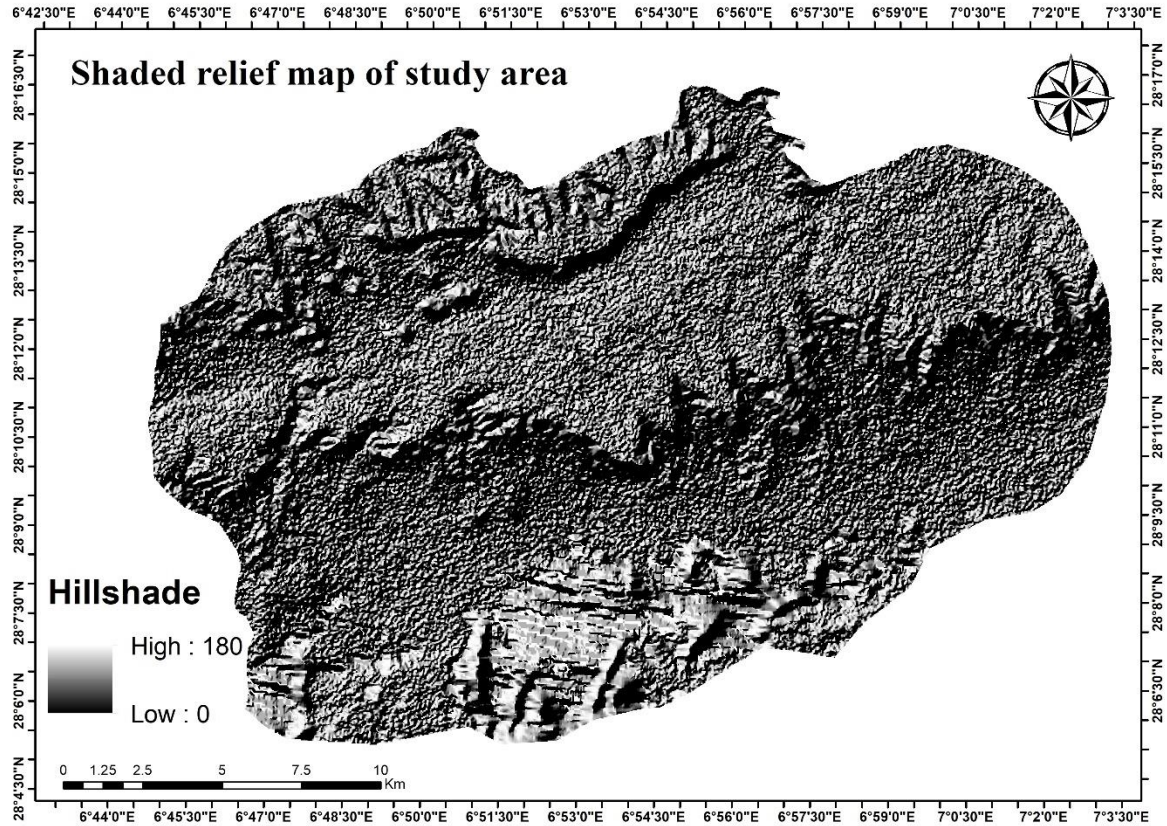 6°42'30"E 6°44'0"E 6°45'30"E 6°47'0"E 6°48'30"E 6°50'0"E 6°51'30"E 6°53'0"E 6°54'30"E 6°56'0"E 6°57'30"E 6°59'0"E 7°0'30"E 7°2'0"E 7°3'30"E
Shaded relief map of study area
28°16'30"N
28°15'0"N
28°13'30"N
28°12'0"N
28°10'30"N
28°9'0"N
28°7'30"N
28°6'0"N
28°4'30"N
28°17'0"N
28°15'30"N
28°14'0"N
28°12'30"N
28°11'0"N
28°9'30"N
28°8'0"N
28°6'30"N
Hillshade
High : 180
Low : 0
0 1.25 2.5 5 7.5 10
Km
6°44'0"E 6°45'30"E 6°47'0"E 6°48'30"E 6°50'0"E 6°51'30"E 6°53'0"E 6°54'30"E 6°56'0"E 6°57'30"E 6°59'0"E 7°0'30"E 7°2'0"E 7°3'30"E